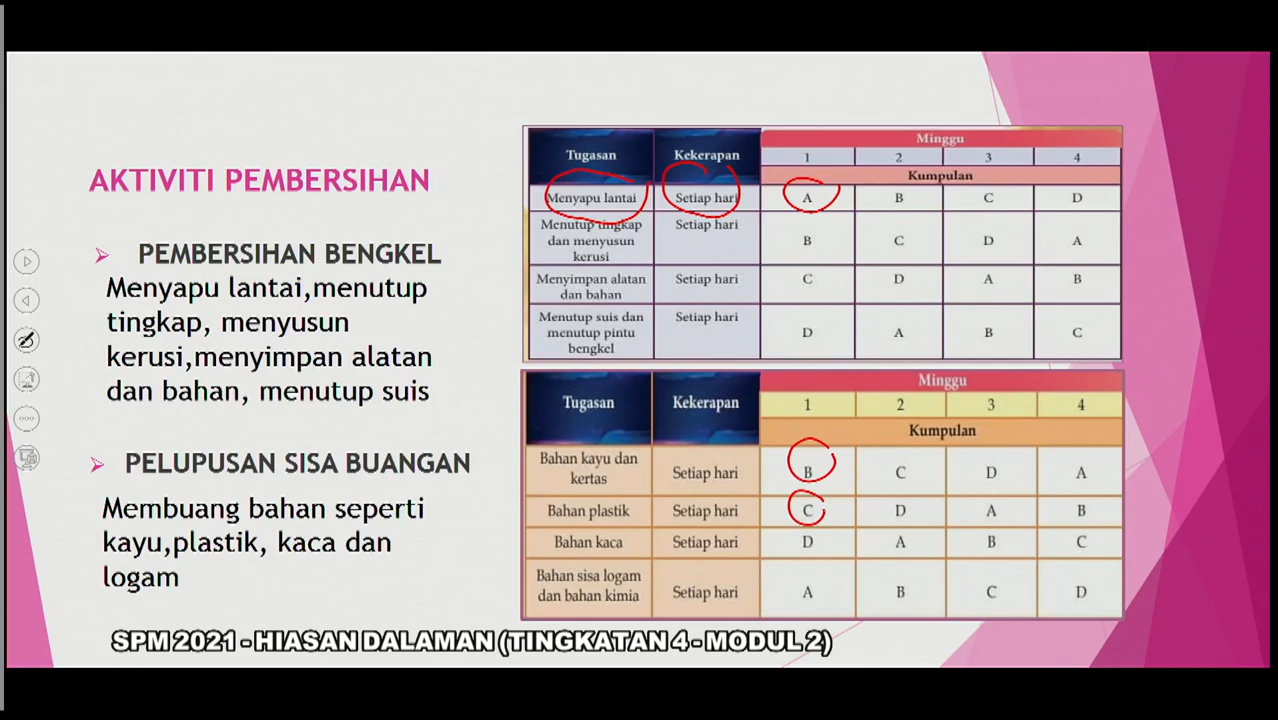 AKTIVITI PEMBERSIHAN
PEMBERSIHAN BENGKEL
Menyapu lantai,menutup
tingkap, menyusun
kerusi,menyimpan alatan
dan bahan, menutup suis
PELUPUSAN SISA BUANGAN
Membuang bahan seperti
kayu,plastik, kaca dan
logam
Tugasan Kekerapan Minggu
1 2 3 4
Kumpulan
Menyapu lantai Setiap hari A B C D
Menutup tingkap
dan menyusun
kerusi Setiap hari B C D A
Menyimpan alatan
dan bahan Setiap hari C D A B
Menutup suis dan
menutup pintu
bengkel Setiap hari D A B C
Tugasan Kekerapan Minggu
1 2 3 4
Kumpulan
Bahan kayu dan
kertas Setiap hari B C D A
Bahan plastik Setiap hari C D A B
Bahan kaca Setiap hari D A B C
Bahan sisa logam
dan bahan kimia Setiap hari A B C D
SPM 2021 - HIASAN DALAMAN (TINGKATAN 4 - MODUL 2)